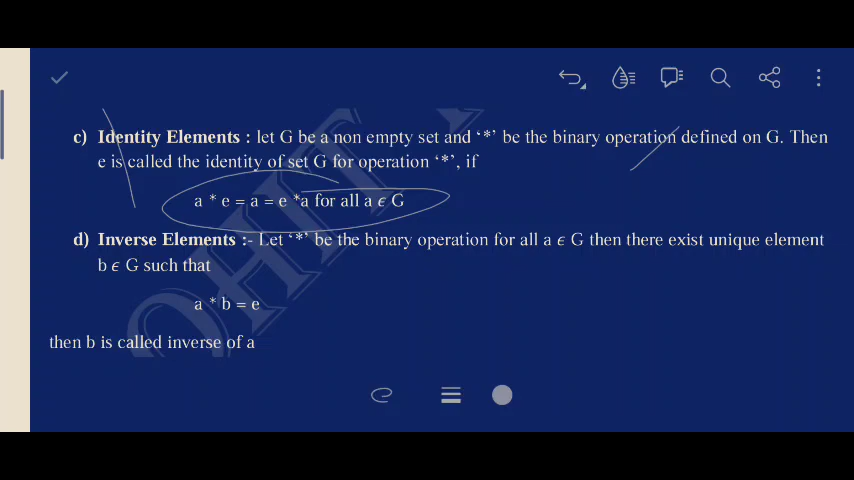 c) Identity Elements : let G be a non empty set and ‘*’ be the binary operation defined on G. Then
e is called the identity of set G for operation ‘*’, if
a * e = a = e *a for all a ϵ G
d) Inverse Elements :- Let ‘*’ be the binary operation for all a ϵ G then there exist unique element
b ϵ G such that
a * b = e
then b is called inverse of a